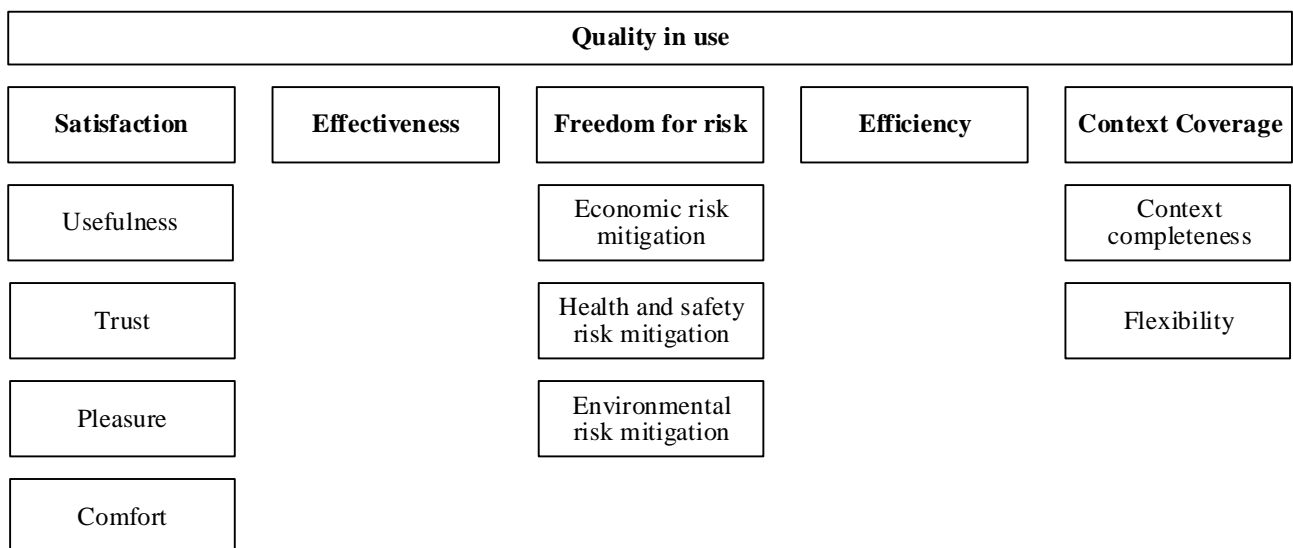 Quality in use
Satisfaction
Effectiveness
Freedom for risk
Efficiency
Context Coverage
Usefulness
Economic risk
mitigation
Context
completeness
Trust
Health and safety
risk mitigation
Flexibility
Pleasure
Environmental
risk mitigation
Comfort